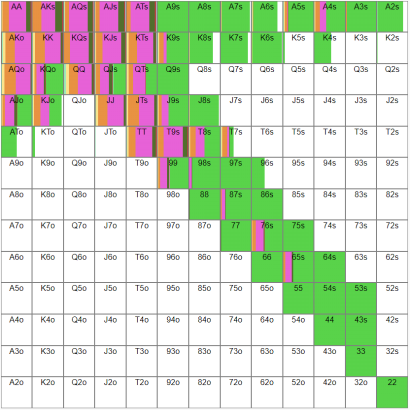 AA AKs AQs AJs ATs A9s A8s A7s A6s A5s A4s A3s A2s
AKo KK KQs KJs KTs K9s K8s K7s K6s K5s K4s K3s K2s
AQo KQo QQ QJs QTs Q9s Q8s Q7s Q6s Q5s Q4s Q3s Q2s
AJo KJo QJo JJ JTs J9s J8s J7s J6s J5s J4s J3s J2s
ATo KTo QTo JTo TT T9s T8s T7s T6s T5s T4s T3s T2s
A9o K9o Q9o J9o T9o 99 98s 97s 96s 95s 94s 93s 92s
A8o K8o Q8o J8o T8o 98o 88 87s 86s 85s 84s 83s 82s
A7o K7o Q7o J7o T7o 97o 87o 77 76s 75s 74s 73s 72s
A6o K6o Q6o J6o T6o 96o 86o 76o 66 65s 64s 63s 62s
A5o K5o Q5o J5o T5o 95o 85o 75o 65o 55 54s 53s 52s
A4o K4o Q4o J4o T4o 94o 84o 74o 64o 54o 44 43s 42s
A3o K3o Q3o J3o T3o 93o 83o 73o 63o 53o 43o 33 32s
A2o K2o Q2o J2o T2o 92o 82o 72o 62o 52o 42o 32o 22